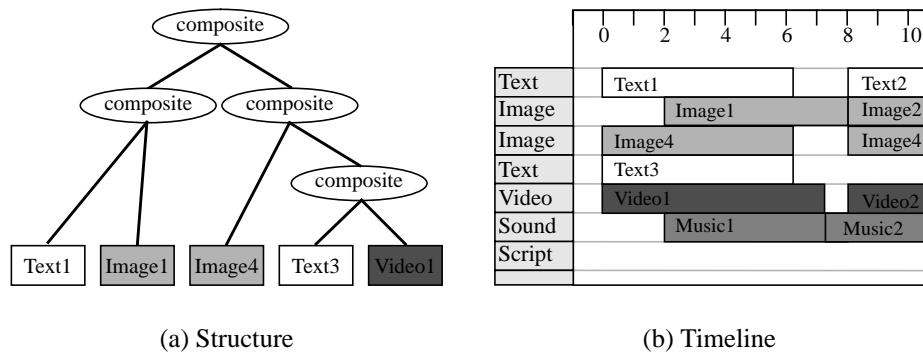 composite
composite composite
composite
Text1 Image1 Image4 Text3 Video1
(a) Structure
0 2 4 6 8 10
Text Text1 Text2
Image Image1 Image2
Image Image4 Image4
Text Text3
Video Video1 Video2
Sound Music1 Music2
Script
(b) Timeline